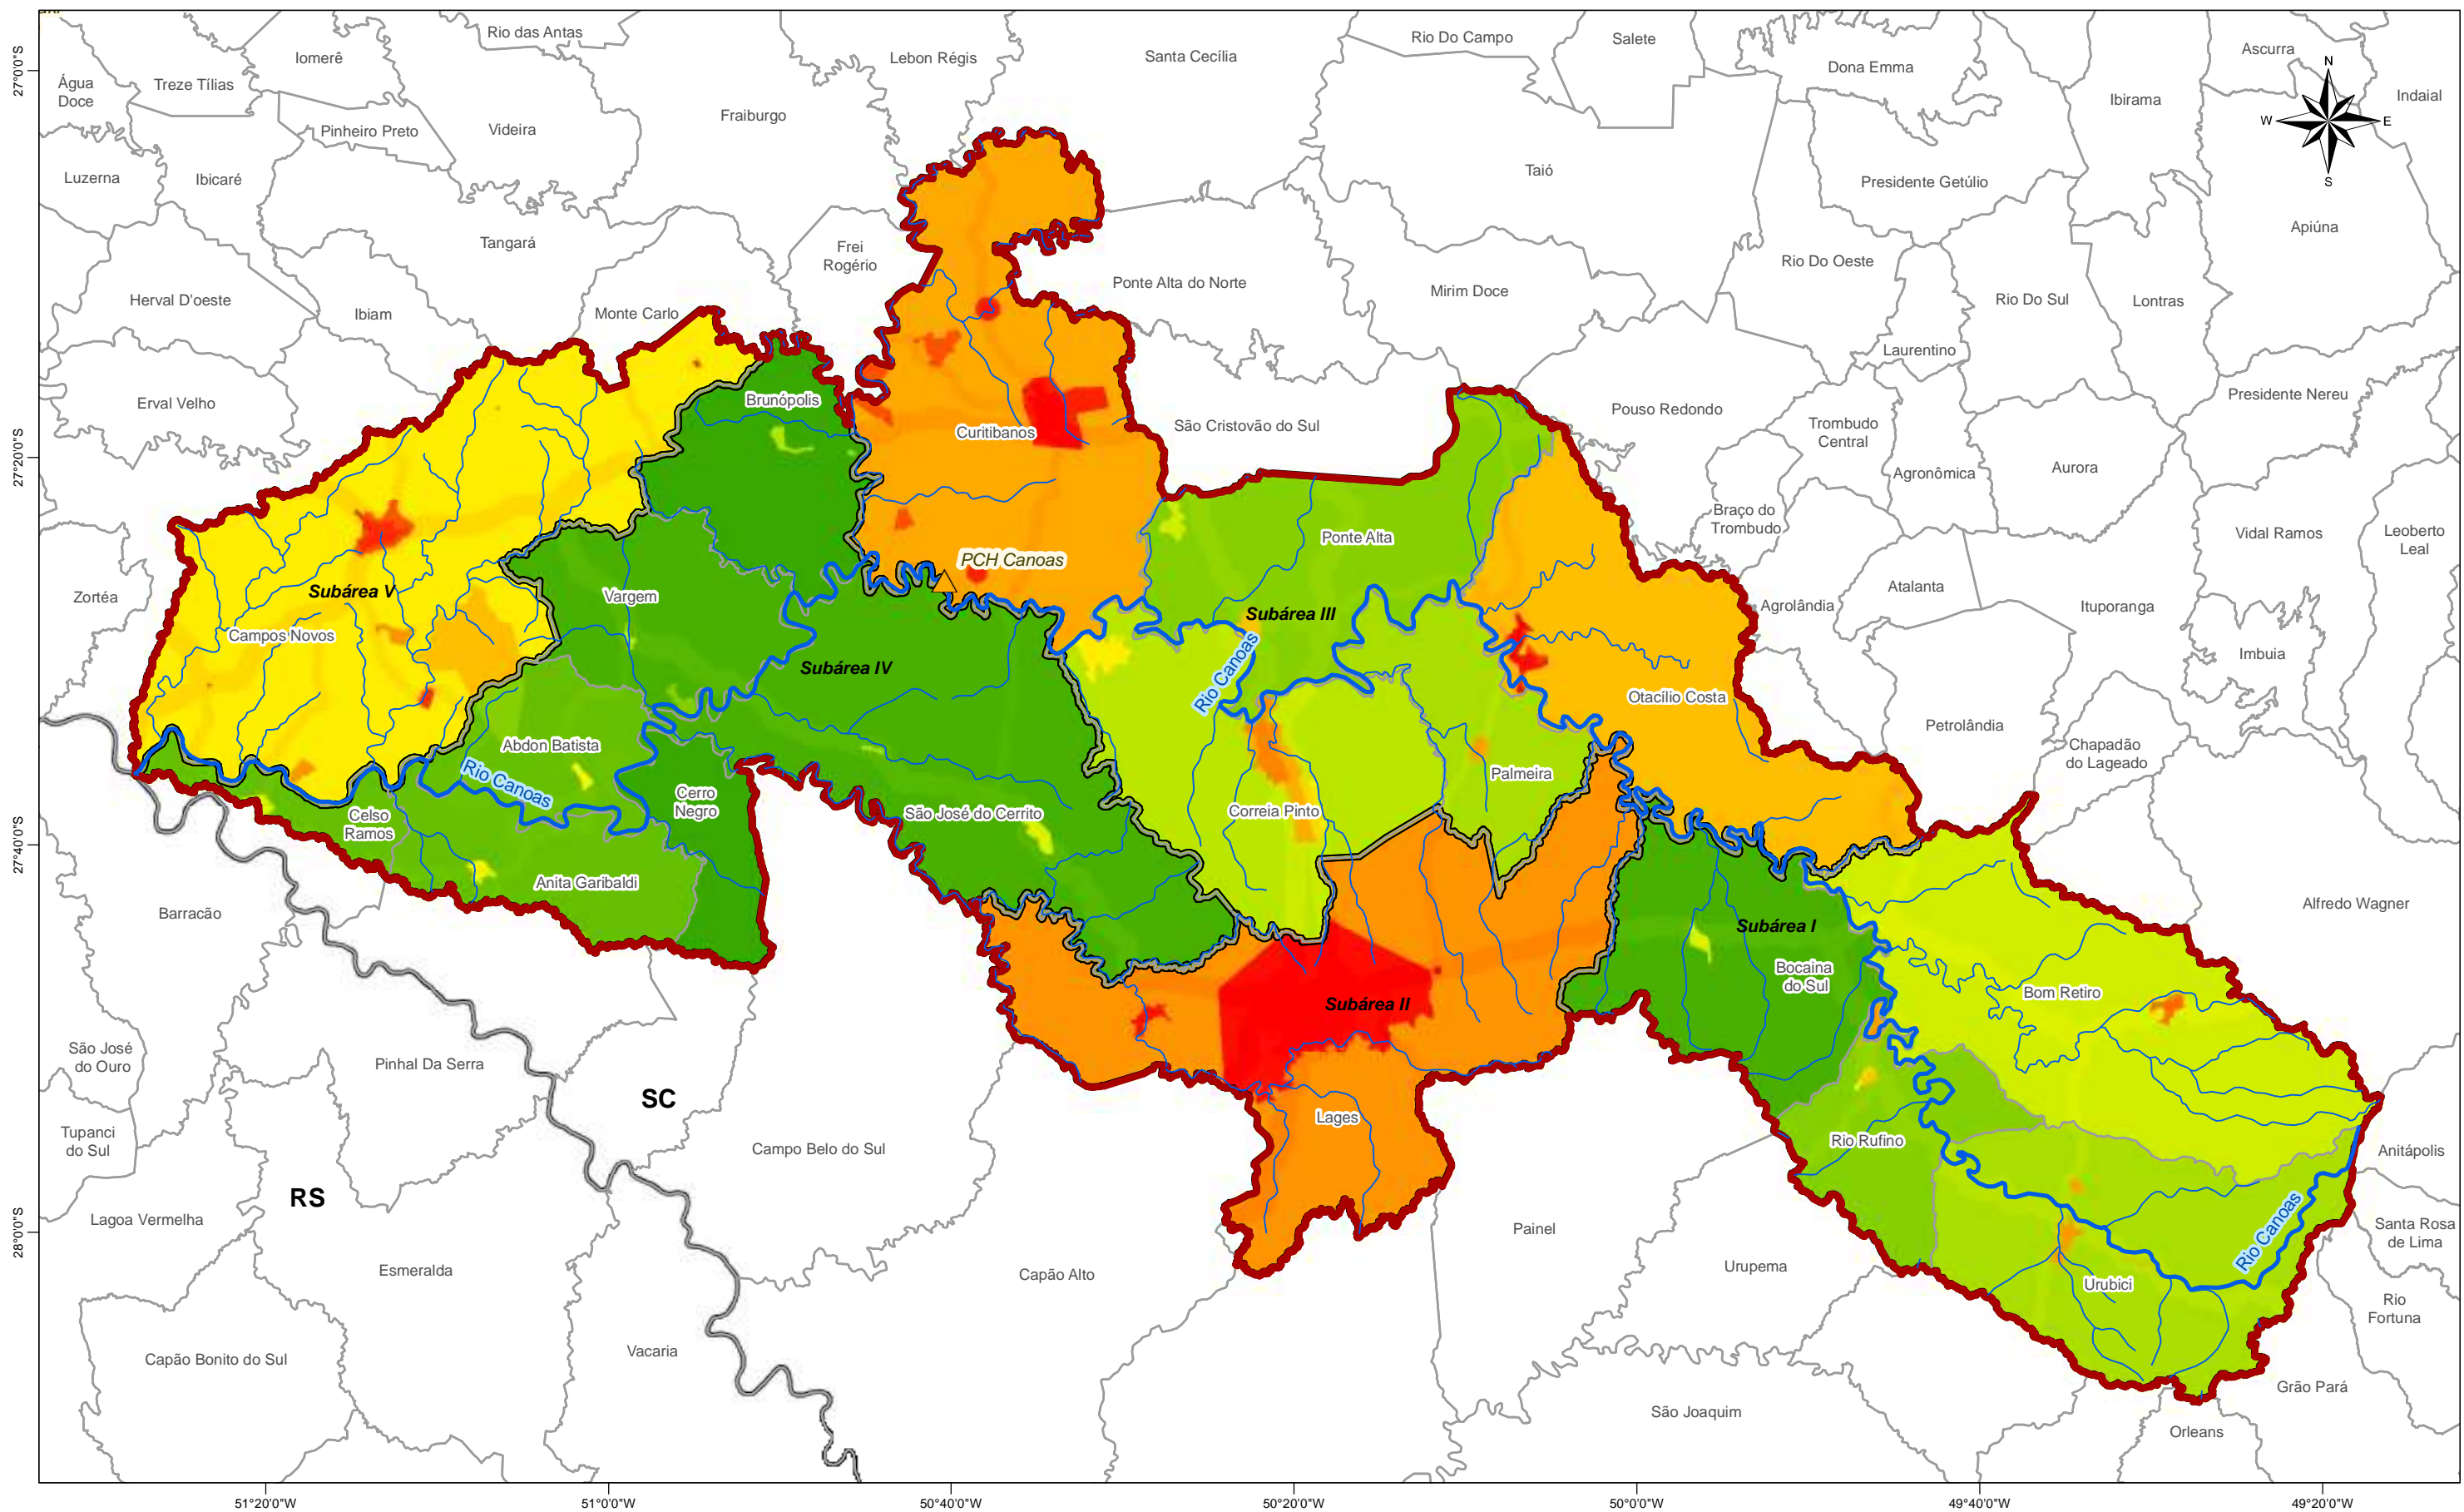 Rio das Antas
Iomerê
Lebon Régis
Santa Cecília
Rio Do Campo
Salete
Ascurra
Dona Emma
Água
Doce
Treze Tílias
Ibirama
Indaial
N
W
E
S
27°0'0"S
Pinheiro Preto
Videira
Fraiburgo
Luzerna
Ibicaré
Taió
Presidente Getúlio
Apiúna
Tangará
Frei
Rogério
Rio Do Oeste
Ponte Alta do Norte
Mirim Doce
Herval D'oeste
Ibiam
Monte Carlo
Rio Do Sul
Lontras
Laurentino
Erval Velho
Brunópolis
Curitibanos
São Cristovão do Sul
Pouso Redondo
Presidente Nereu
Trombudo
Central
Agronômica
Aurora
27°20'0"S
Braço do
Trombudo
Ponte Alta
Vidal Ramos
Leoberto
Leal
PCH Canoas
Subárea V
Zortéa
Vargem
Subárea III
Agrolândia
Atalanta
Ituporanga
Campos Novos
Subárea IV
Rio Canoas
Imbuia
Otacílio Costa
Petrolândia
Chapadão
do Lageado
Abdon Batista
Rio Canoas
Palmeira
Cerro
Negro
Celso
Ramos
São José do Cerrito
Correia Pinto
27°40'0"S
Anita Garibaldi
Barracão
Alfredo Wagner
Subárea I
Bocaina
do Sul
Bom Retiro
Subárea II
São José
do Ouro
Pinhal Da Serra
SC
Tupanci
do Sul
Campo Belo do Sul
Lages
Rio Rufino
Anitápolis
RS
Lagoa Vermelha
Painel
Rio Canoas
Santa Rosa
de Lima
28°0'0"S
Esmeralda
Capão Alto
Urupema
Urubici
Rio
Fortuna
Capão Bonito do Sul
Vacaria
Grão Pará
São Joaquim
Orleans
51°20'0"W
51°0'0"W
50°40'0"W
50°20'0"W
50°0'0"W
49°40'0"W
49°20'0"W